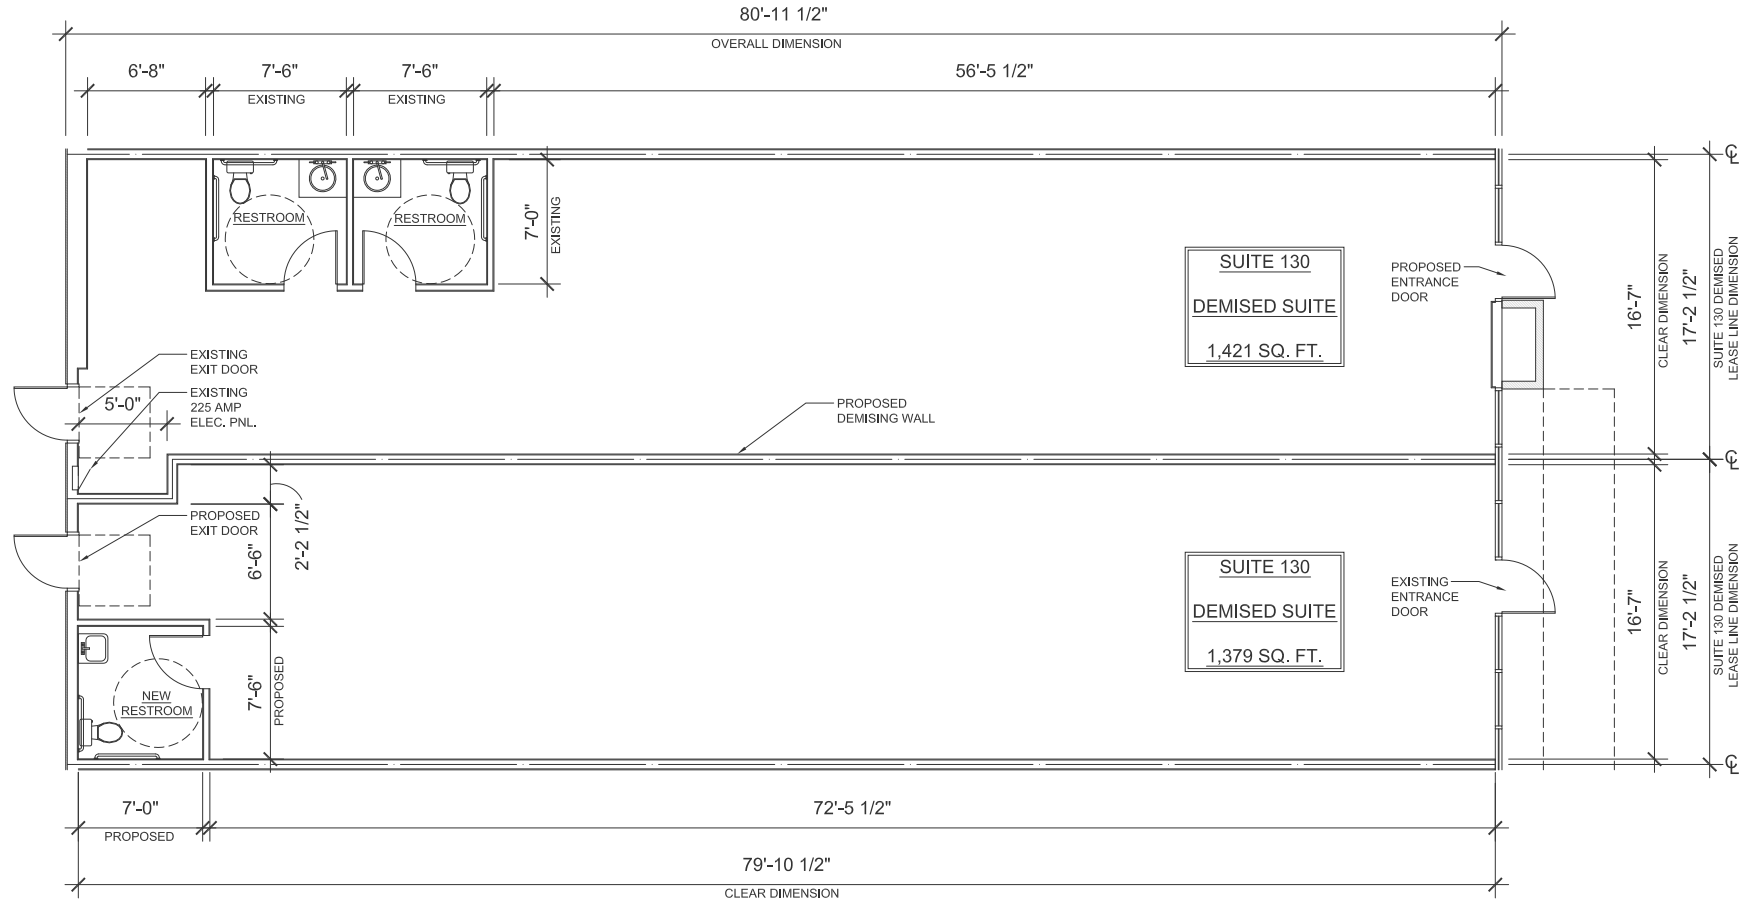 80'-11 1/2"
OVERALL DIMENSION
6'-8"
7'-6"
EXISTING
7'-6"
EXISTING
56'-5 1/2"
RESTROOM
RESTROOM
7'-0"
EXISTING
SUITE 130
DEMISED SUITE
1,421 SQ. FT.
PROPOSED
ENTRANCE
DOOR
16'-7"
CLEAR DIMENSION
17'-2 1/2"
SUITE 130 DEMISED
LEASE LINE DIMENSION
CL
EXISTING
EXIT DOOR
5'-0"
EXISTING
225 AMP
ELEC. PNL.
PROPOSED
DEMISING WALL
CL
PROPOSED
EXIT DOOR
6'-6"
2'-2 1/2"
SUITE 130
DEMISED SUITE
1,379 SQ. FT.
EXISTING
ENTRANCE
DOOR
16'-7"
CLEAR DIMENSION
17'-2 1/2"
SUITE 130 DEMISED
LEASE LINE DIMENSION
NEW
RESTROOM
7'-6"
PROPOSED
CL
7'-0"
PROPOSED
72'-5 1/2"
79'-10 1/2"
CLEAR DIMENSION